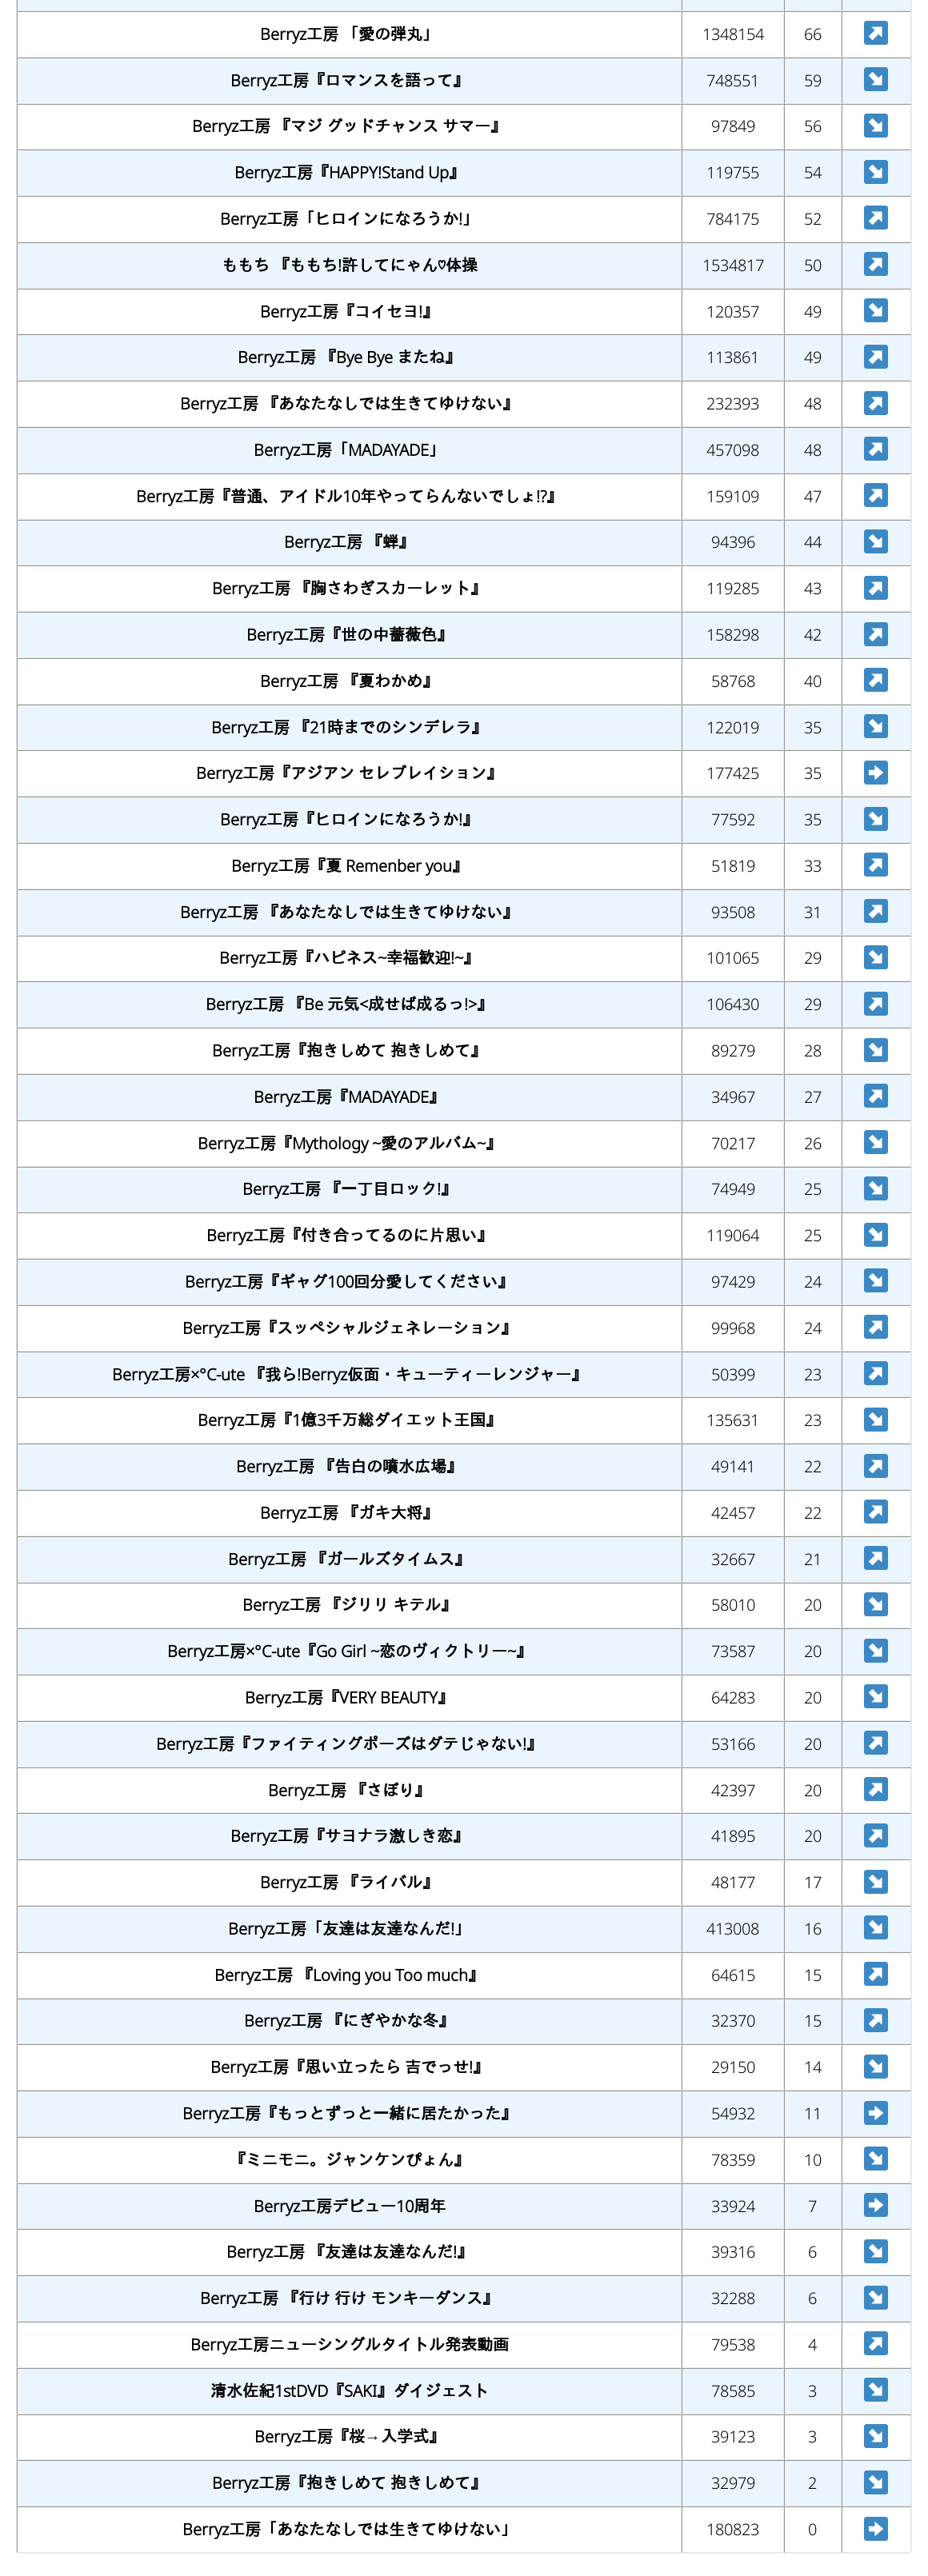 Berryz工房 「愛の弾丸」 1348154 66 ↗
Berryz工房『ロマンスを語って』 748551 59 ↘
Berryz工房 『マジ グッドチャンス サマー』 97849 56 ↘
Berryz工房『HAPPY!Stand Up』 119755 54 ↘
Berryz工房「ヒロインになろうか!」 784175 52 ↗
ももち 『ももち!許してにゃん♡体操 1534817 50 ↗
Berryz工房『コイセヨ!』 120357 49 ↘
Berryz工房 『Bye Bye またね』 113861 49 ↗
Berryz工房 『あなたなしでは生きてゆけない』 232393 48 ↗
Berryz工房「MADAYADE」 457098 48 ↗
Berryz工房『普通、アイドル10年やってらんないでしょ!?』 159109 47 ↗
Berryz工房 『蝉』 94396 44 ↘
Berryz工房 『胸さわぎスカーレット』 119285 43 ↗
Berryz工房『世の中薔薇色』 158298 42 ↗
Berryz工房 『夏わかめ』 58768 40 ↗
Berryz工房 『21時までのシンデレラ』 122019 35 ↘
Berryz工房『アジアン セレブレイション』 177425 35 ➡
Berryz工房『ヒロインになろうか!』 77592 35 ↘
Berryz工房『夏 Remenber you』 51819 33 ↗
Berryz工房 『あなたなしでは生きてゆけない』 93508 31 ↗
Berryz工房『ハピネス~幸福歓迎!~』 101065 29 ↘
Berryz工房 『Be 元気<成せば成るっ!>』 106430 29 ↗
Berryz工房『抱きしめて 抱きしめて』 89279 28 ↘
Berryz工房『MADAYADE』 34967 27 ↗
Berryz工房『Mythology ~愛のアルバム~』 70217 26 ↘
Berryz工房 『一丁目ロック!』 74949 25 ↘
Berryz工房『付き合ってるのに片思い』 119064 25 ↘
Berryz工房『ギャグ100回分愛してください』 97429 24 ↘
Berryz工房『スッペシャルジェネレーション』 99968 24 ↗
Berryz工房×°C-ute 『我ら!Berryz仮面・キューティーレンジャー』 50399 23 ↗
Berryz工房『1億3千万総ダイエット王国』 135631 23 ↘
Berryz工房 『告白の噴水広場』 49141 22 ↗
Berryz工房 『ガキ大将』 42457 22 ↗
Berryz工房 『ガールズタイムス』 32667 21 ↗
Berryz工房 『ジリリ キテル』 58010 20 ↘
Berryz工房×°C-ute『Go Girl ~恋のヴィクトリー~』 73587 20 ↘
Berryz工房『VERY BEAUTY』 64283 20 ↘
Berryz工房『ファイティングポーズはダテじゃない!』 53166 20 ↗
Berryz工房 『さぼり』 42397 20 ↗
Berryz工房『サヨナラ激しき恋』 41895 20 ↗
Berryz工房 『ライバル』 48177 17 ↘
Berryz工房「友達は友達なんだ!」 413008 16 ↘
Berryz工房 『Loving you Too much』 64615 15 ↗
Berryz工房 『にぎやかな冬』 32370 15 ↗
Berryz工房『思い立ったら 吉でっせ!』 29150 14 ↘
Berryz工房『もっとずっと一緒に居たかった』 54932 11 ➡
『ミニモニ。ジャンケンぴょん』 78359 10 ↘
Berryz工房デビュー10周年 33924 7 ➡
Berryz工房 『友達は友達なんだ!』 39316 6 ↘
Berryz工房 『行け 行け モンキーダンス』 32288 6 ↘
Berryz工房ニューシングルタイトル発表動画 79538 4 ↗
清水佐紀1stDVD『SAKI』ダイジェスト 78585 3 ↘
Berryz工房『桜→入学式』 39123 3 ↘
Berryz工房『抱きしめて 抱きしめて』 32979 2 ↘
Berryz工房「あなたなしでは生きてゆけない」 180823 0 ➡